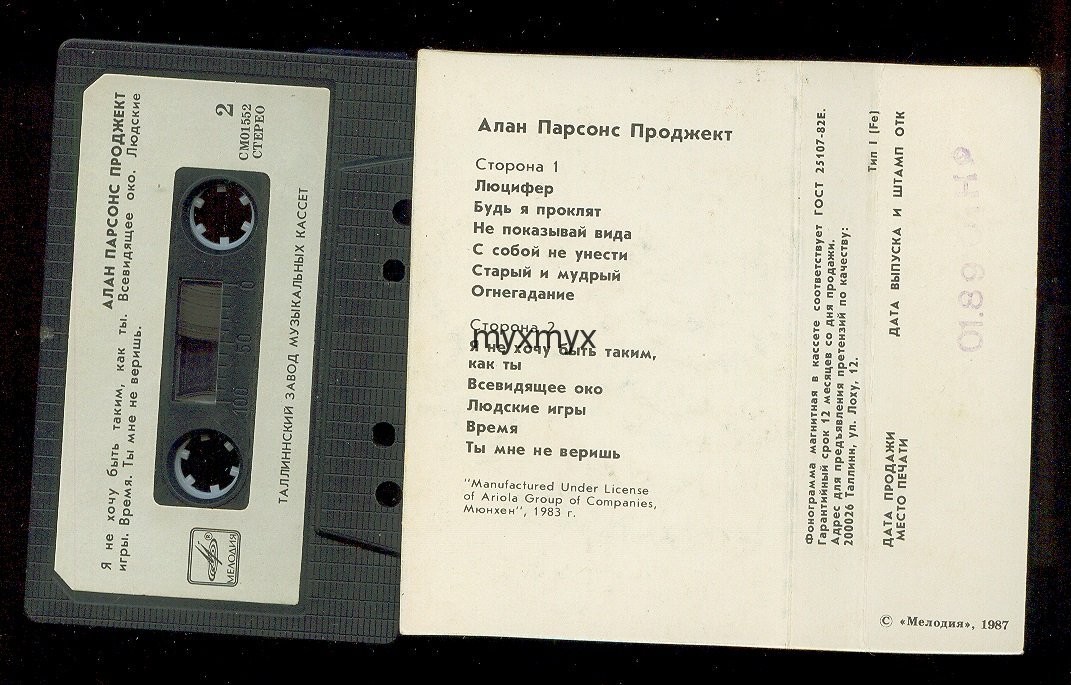 АЛАН ПАРСОНС ПРОДЖЕКТ
Я не хочу быть таким, как ты. Всевидящее око. Людские
игры. Время. Ты мне не веришь.
2
СМ01552
СТЕРЕО
100
50
0
МЕЛОДИЯ
ТАЛЛИННСКИЙ ЗАВОД МУЗЫКАЛЬНЫХ КАССЕТ
Алан Парсонс Проджект
Сторона 1
Люцифер
Будь я проклят
Не показывай вида
С собой не унести
Старый и мудрый
Огнегадание
Сторона 2
myxmyx
Я не хочу быть таким,
как ты
Всевидящее око
Людские игры
Время
Ты мне не веришь
"Manufactured Under License
of Ariola Group of Companies,
Мюнхен", 1983 г.
Фонограмма магнитная в кассете соответствует ГОСТ 25107-82Е.
Гарантийный срок 12 месяцев со дня продажи.
Адрес для предъявления претензий по качеству:
200026 Таллинн, ул. Лоху, 12.
Тип I (Fe)
ДАТА ВЫПУСКА И ШТАМП ОТК
ДАТА ПРОДАЖИ
МЕСТО ПЕЧАТИ
01.89
© «Мелодия», 1987